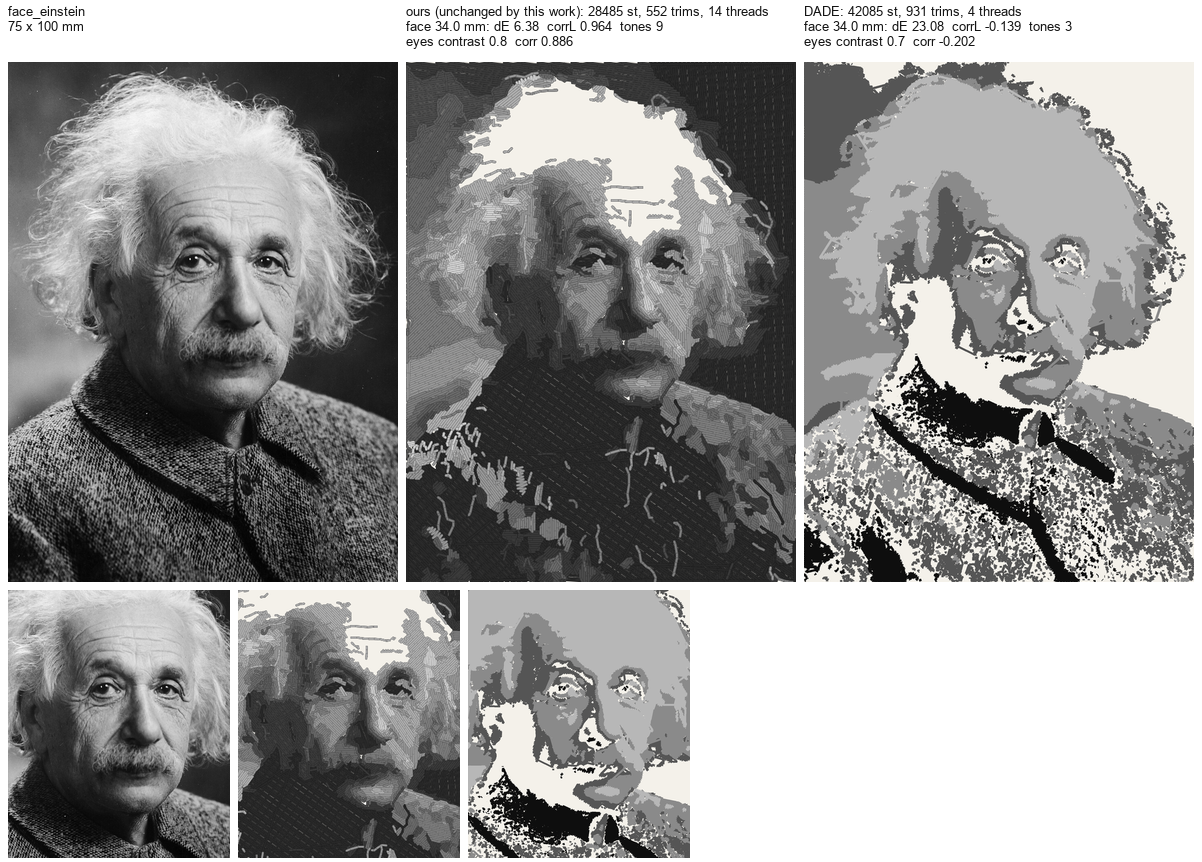 face_einstein
75 x 100 mm
ours (unchanged by this work): 28485 st, 552 trims, 14 threads
face 34.0 mm: dE 6.38  corrL 0.964  tones 9
eyes contrast 0.8  corr 0.886
DADE: 42085 st, 931 trims, 4 threads
face 34.0 mm: dE 23.08  corrL -0.139  tones 3
eyes contrast 0.7  corr -0.202